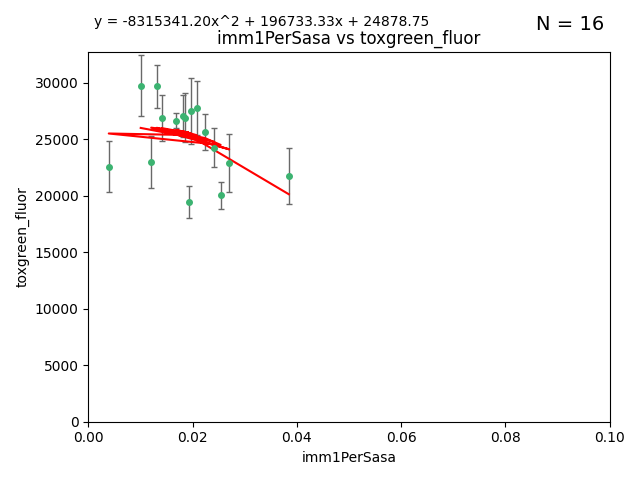 y = -8315341.20x^2 + 196733.33x + 24878.75
N = 16
imm1PerSasa vs toxgreen_fluor
30000
25000
20000
15000
10000
5000
0
toxgreen_fluor
0.00 0.02 0.04 0.06 0.08 0.10
imm1PerSasa